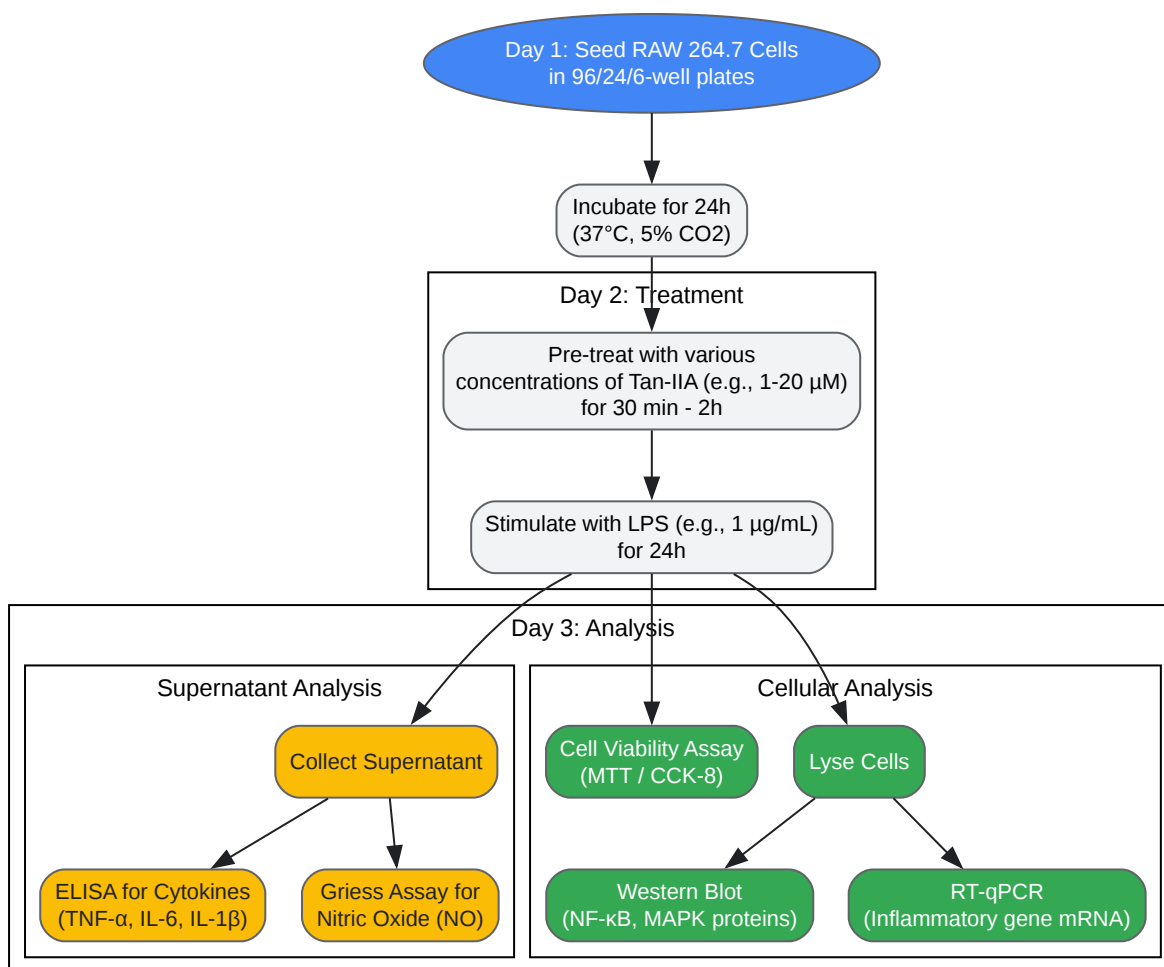 Day 1: Seed RAW 264.7 Cells
in 96/24/6-well plates
Incubate for 24h
(37°C, 5% CO2)
Day 2: Treatment
Pre-treat with various
concentrations of Tan-IIA (e.g., 1-20 µM)
for 30 min - 2h
Stimulate with LPS (e.g., 1 µg/mL)
for 24h
Day 3: Analysis
Supernatant Analysis
Collect Supernatant
ELISA for Cytokines
(TNF-α, IL-6, IL-1β)
Griess Assay for
Nitric Oxide (NO)
Cellular Analysis
Cell Viability Assay
(MTT / CCK-8)
Lyse Cells
Western Blot
(NF-κB, MAPK proteins)
RT-qPCR
(Inflammatory gene mRNA)